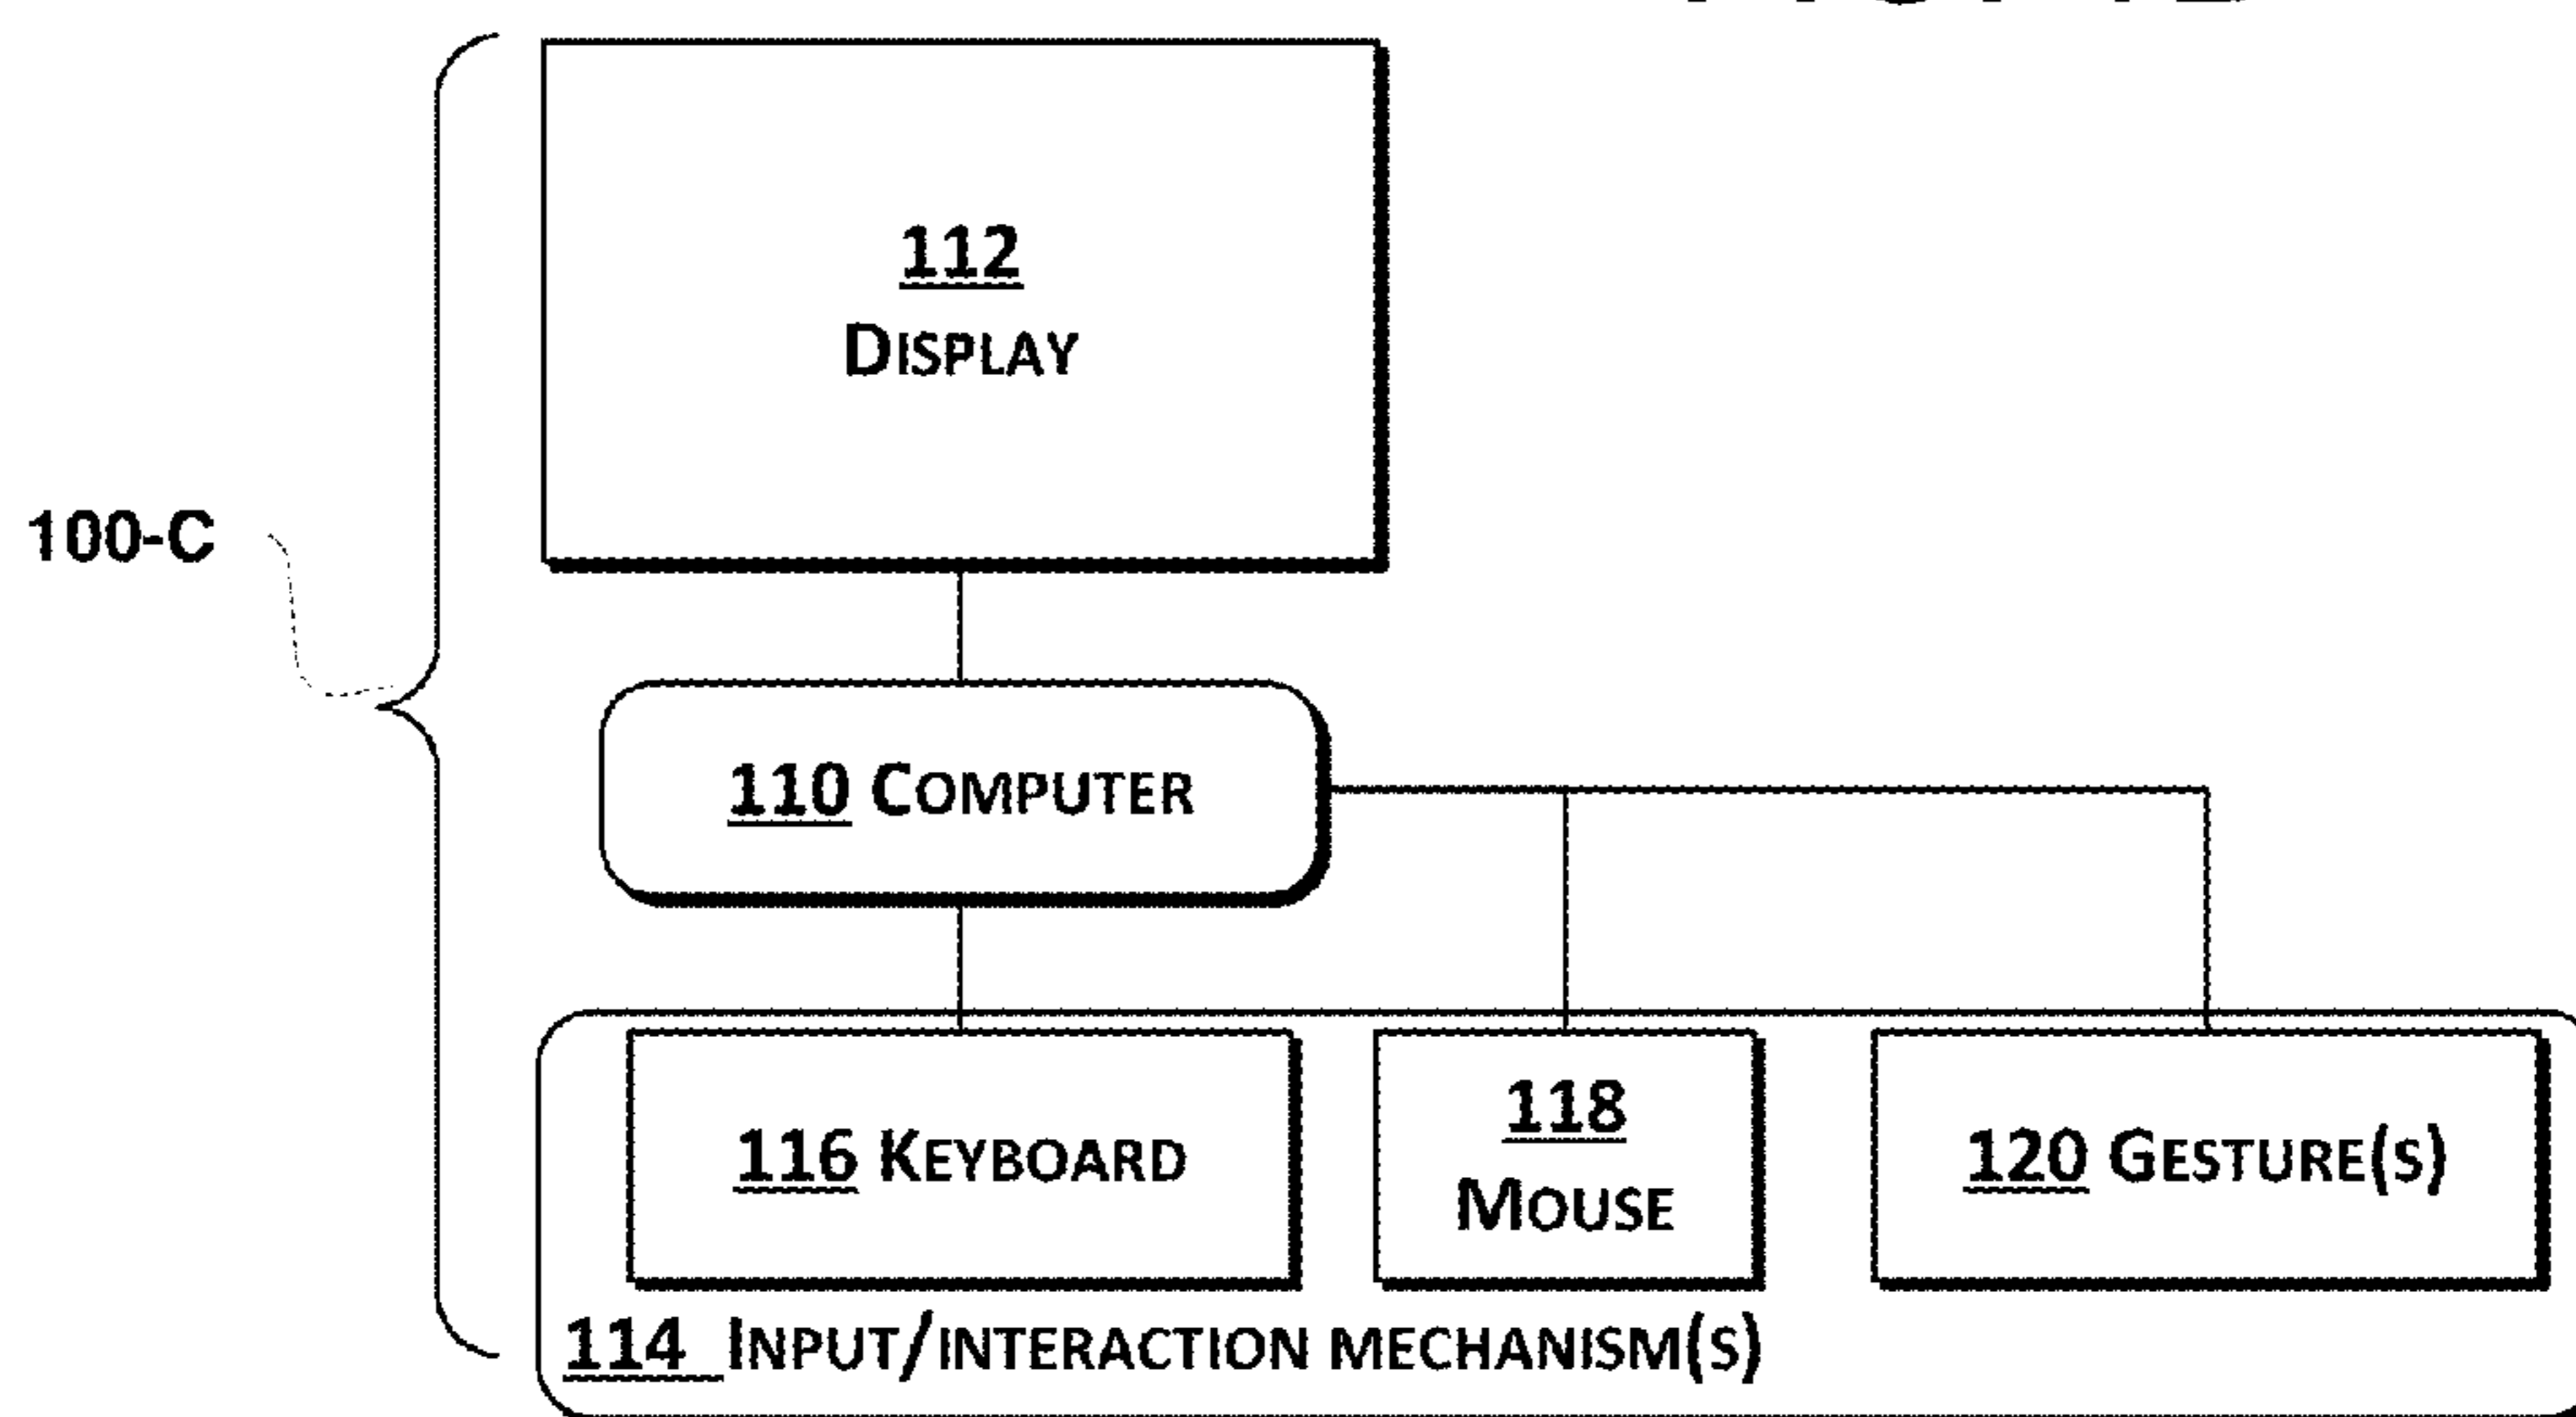 112
DISPLAY
100-C
110 COMPUTER
116 KEYBOARD
118
MOUSE
120 GESTURE(S)
114 INPUT/INTERACTION MECHANISM(S)